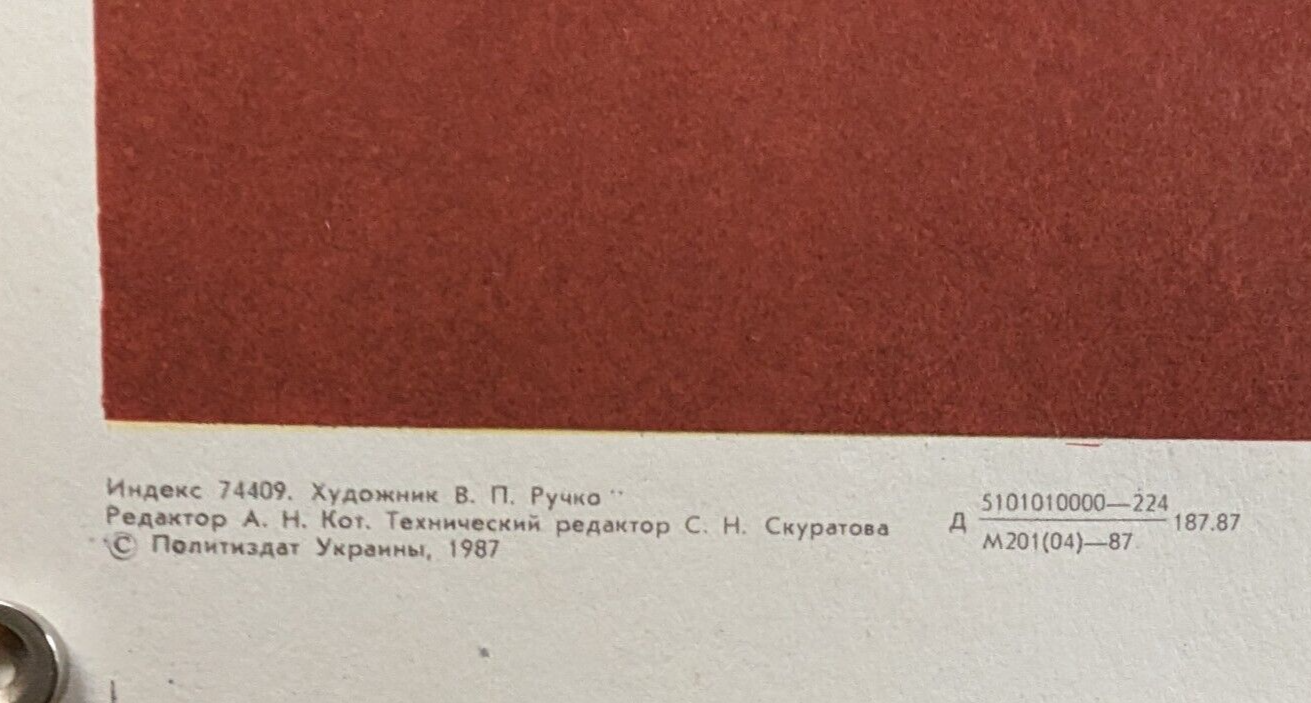 Индекс 74409. Художник В. П. Ручко
Редактор А. Н. Кот. Технический редактор С. Н. Скуратова
© Политиздат Украины, 1987
Д 5101010000—224 187.87
М201(04)—87